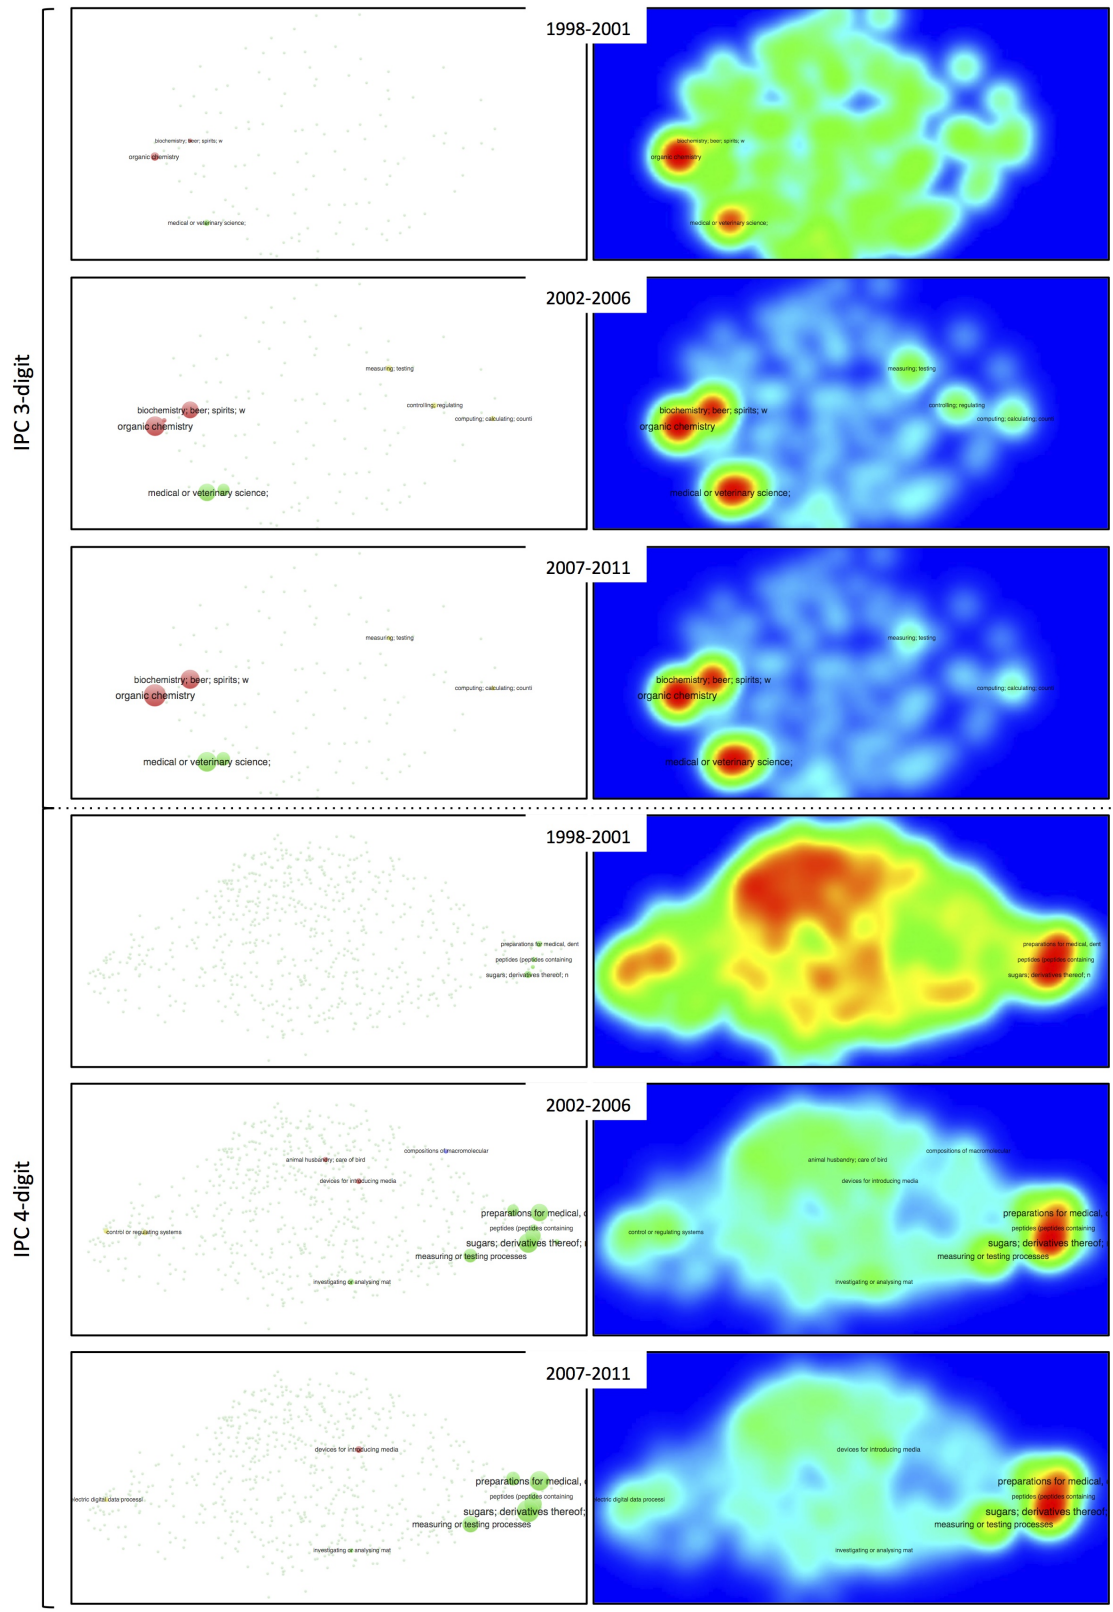 IPC 3-digit
1998-2001
biochemistry; beer; spirits; w
organic chemistry
medical or veterinary science;
biochemistry; beer; spirits; w
organic chemistry
medical or veterinary science;
2002-2006
measuring; testing
controlling; regulating
biochemistry; beer; spirits; w
computing; calculating; counti
organic chemistry
medical or veterinary science;
measuring; testing
controlling; regulating
biochemistry; beer; spirits; w
computing; calculating; counti
organic chemistry
medical or veterinary science;
2007-2011
measuring; testing
biochemistry; beer; spirits; w
computing; calculating; counti
organic chemistry
medical or veterinary science;
measuring; testing
biochemistry; beer; spirits; w
computing; calculating; counti
organic chemistry
medical or veterinary science;
IPC 4-digit
1998-2001
preparations for medical, dent
peptides (peptides containing
sugars; derivatives thereof; n
preparations for medical, dent
peptides (peptides containing
sugars; derivatives thereof; n
2002-2006
compositions of macromolecular
animal husbandry; care of bird
devices for introducing media
preparations for medical, d
peptides (peptides containing
control or regulating systems
sugars; derivatives thereof; n
measuring or testing processes
investigating or analysing mat
compositions of macromolecular
animal husbandry; care of bird
devices for introducing media
preparations for medical, d
peptides (peptides containing
control or regulating systems
sugars; derivatives thereof; n
measuring or testing processes
investigating or analysing mat
2007-2011
devices for introducing media
preparations for medical,
peptides (peptides containing
electric digital data processi
sugars; derivatives thereof;
measuring or testing processes
investigating or analysing mat
devices for introducing media
preparations for medical,
peptides (peptides containing
electric digital data processi
sugars; derivatives thereof;
measuring or testing processes
investigating or analysing mat